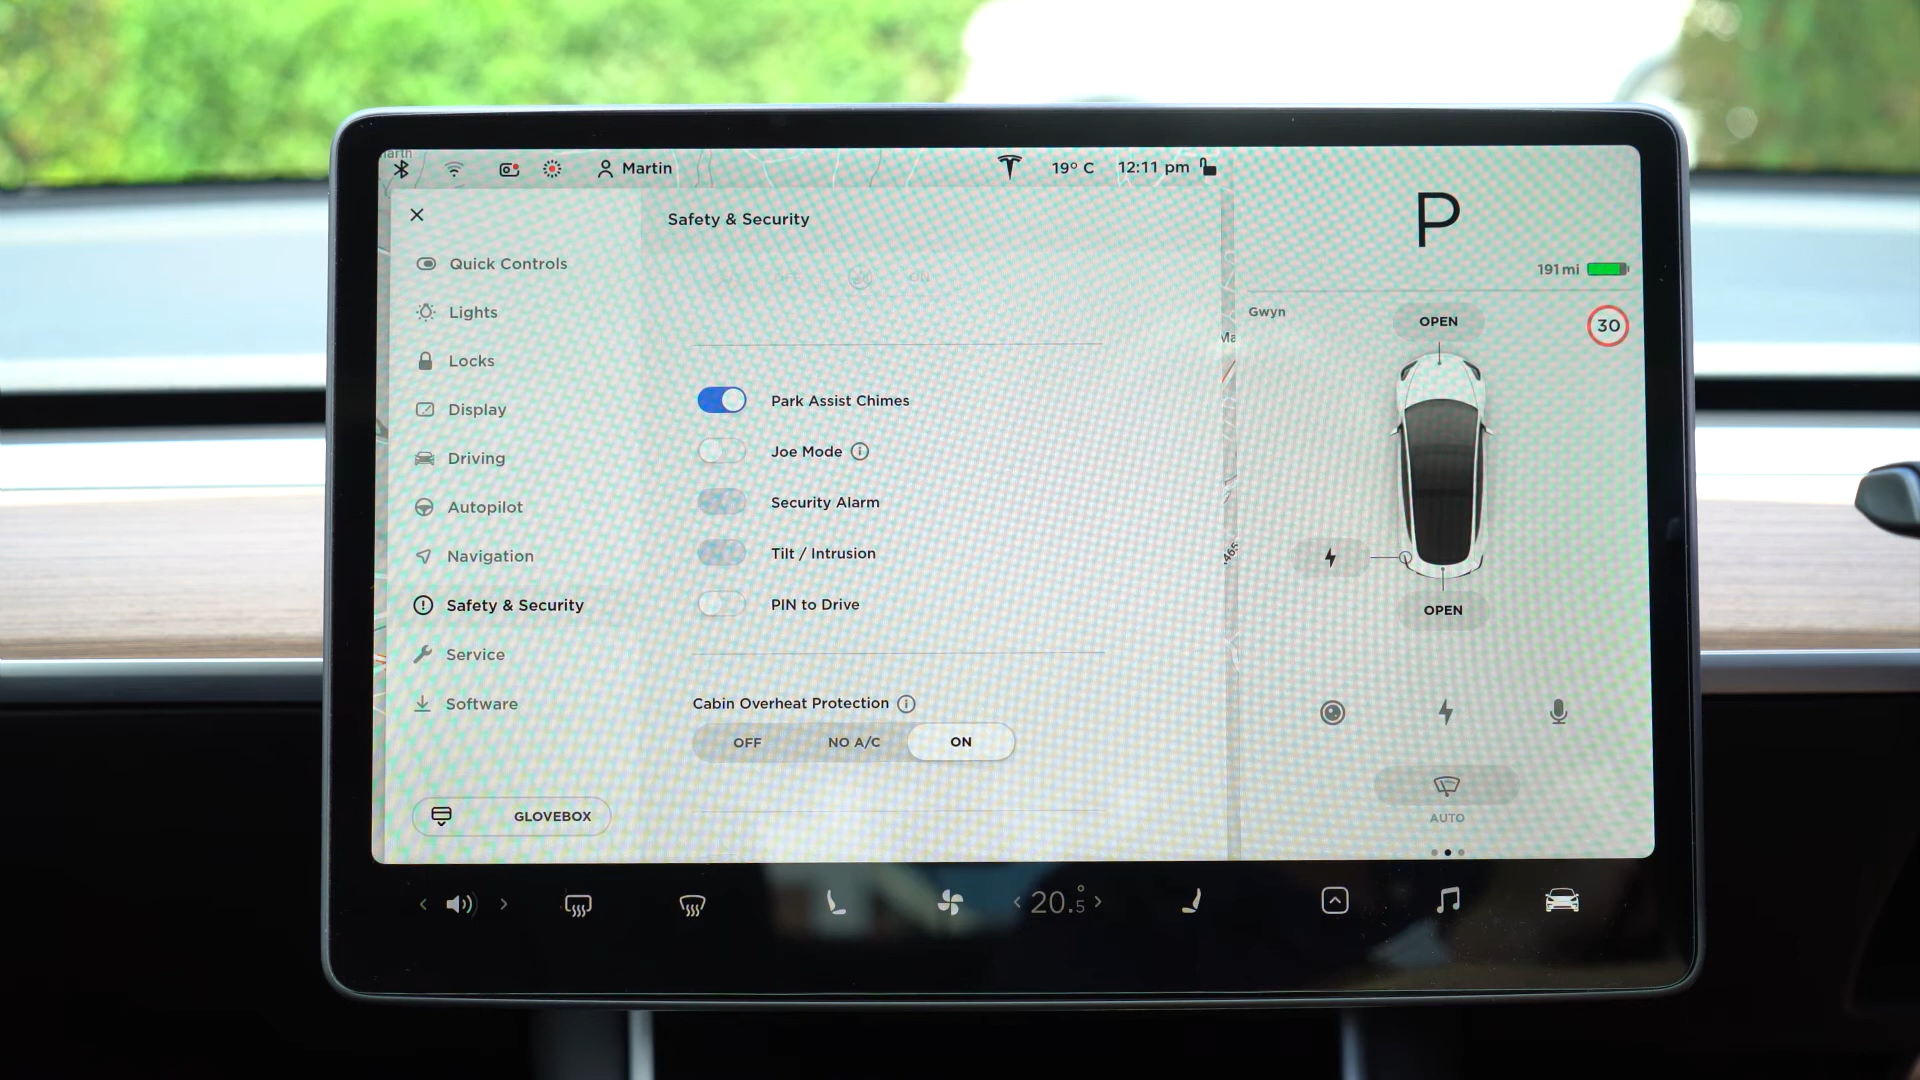 Martin
19° C
12:11 pm
Safety & Security
P
Quick Controls
191 mi
Lights
Gwyn
OPEN
30
Locks
Park Assist Chimes
Display
Joe Mode
Driving
Security Alarm
Autopilot
Tilt / Intrusion
Navigation
PIN to Drive
Safety & Security
OPEN
Service
Cabin Overheat Protection
Software
OFF
NO A/C
ON
GLOVEBOX
AUTO
20.5°